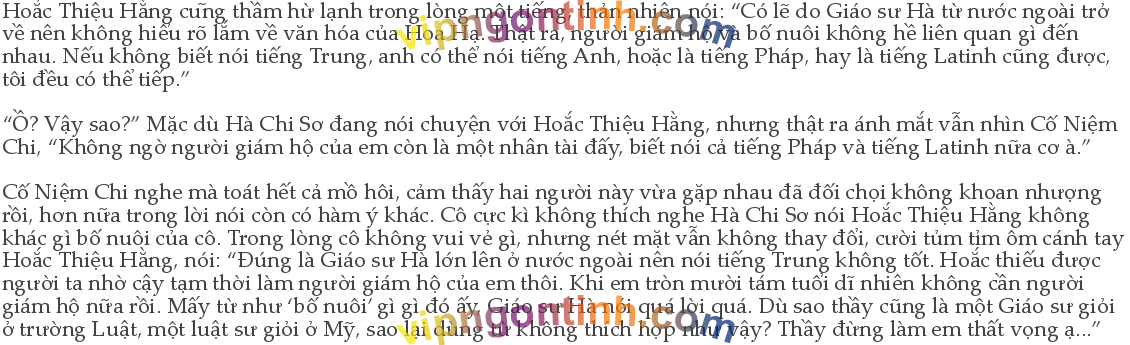 Hoắc Thiệu Hằng cũng thầm hừ lạnh trong lòng một tiếng, thản nhiên nói: “Có lẽ do Giáo sư Hà từ nước ngoài trở
về nên không hiểu rõ lắm về văn hóa của Hoa Hạ. Thật ra, người giám hộ và bố nuôi không hề liên quan gì đến
nhau. Nếu không biết nói tiếng Trung, anh có thể nói tiếng Anh, hoặc là tiếng Pháp, hay là tiếng Latinh cũng được,
tôi đều có thể tiếp.”
“Ồ? Vậy sao?” Mặc dù Hà Chi Sơ đang nói chuyện với Hoắc Thiệu Hằng, nhưng thật ra ánh mắt vẫn nhìn Cố Niệm
Chi, “Không ngờ người giám hộ của em còn là một nhân tài đấy, biết nói cả tiếng Pháp và tiếng Latinh nữa cơ à.”
Cố Niệm Chi nghe mà toát hết cả mồ hôi, cảm thấy hai người này vừa gặp nhau đã đối chọi không khoan nhượng
rồi, hơn nữa trong lời nói còn có hàm ý khác. Cô cực kì không thích nghe Hà Chi Sơ nói Hoắc Thiệu Hằng không
khác gì bố nuôi của cô. Trong lòng cô không vui vẻ gì, nhưng nét mặt vẫn không thay đổi, cười tủm tỉm ôm cánh tay
Hoắc Thiệu Hằng, nói: “Đúng là Giáo sư Hà lớn lên ở nước ngoài nên nói tiếng Trung không tốt. Hoắc thiếu được
người ta nhờ cậy tạm thời làm người giám hộ của em thôi. Khi em tròn mười tám tuổi dĩ nhiên không cần người
giám hộ nữa rồi. Mấy từ như ‘bố nuôi’ gì gì đó ấy, Giáo sư Hà nói quá lời quá. Dù sao thầy cũng là một Giáo sư giỏi
ở trường Luật, một luật sư giỏi ở Mỹ, sao lại dùng từ không thích hợp như vậy? Thầy đừng làm em thất vọng ạ...”
vipngontinh.com
vipngontinh.com